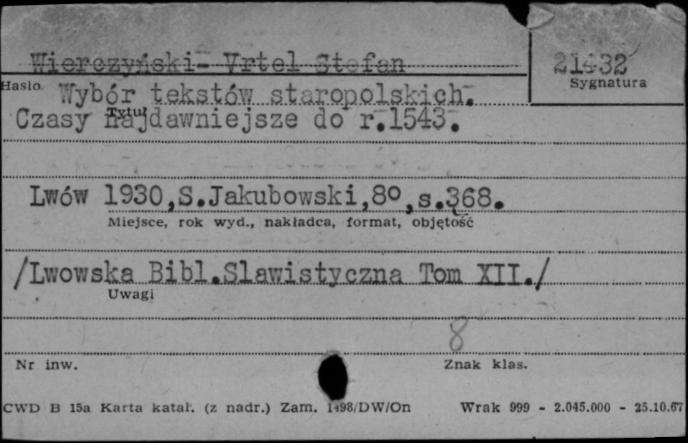 Wierczyński- Vrtel Stefan
21432
Hasło
Sygnatura
Wybór tekstów staropolskich.
Tytuł
Czasy najdawniejsze do r.1543.
Lwów 1930,S.Jakubowski,8°,s.368.
Miejsce, rok wyd., nakładca, format, objętość
/Lwowska Bibl.Slawistyczna Tom XII./
Uwagi
8
Nr inw.
Znak klas.
CWD B 15a Karta katal. (z nadr.) Zam. 1498/DW/On
Wrak 999 - 2.045.000 - 25.10.67